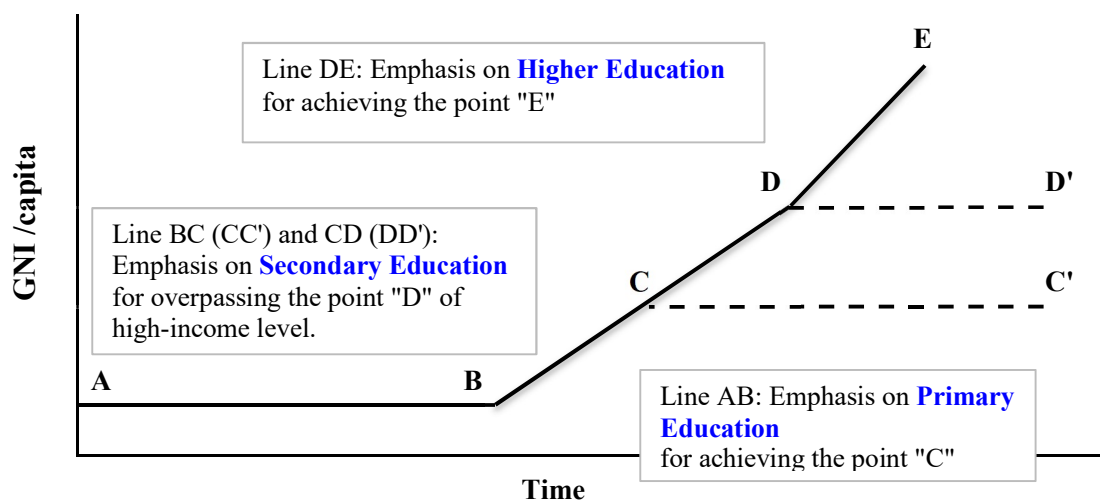 E
Line DE: Emphasis on Higher Education
for achieving the point "E"
D
D'
GNI /capita
Line BC (CC') and CD (DD'):
Emphasis on Secondary Education
for overpassing the point "D" of
high-income level.
C
C'
A
B
Line AB: Emphasis on Primary
Education
for achieving the point "C"
Time